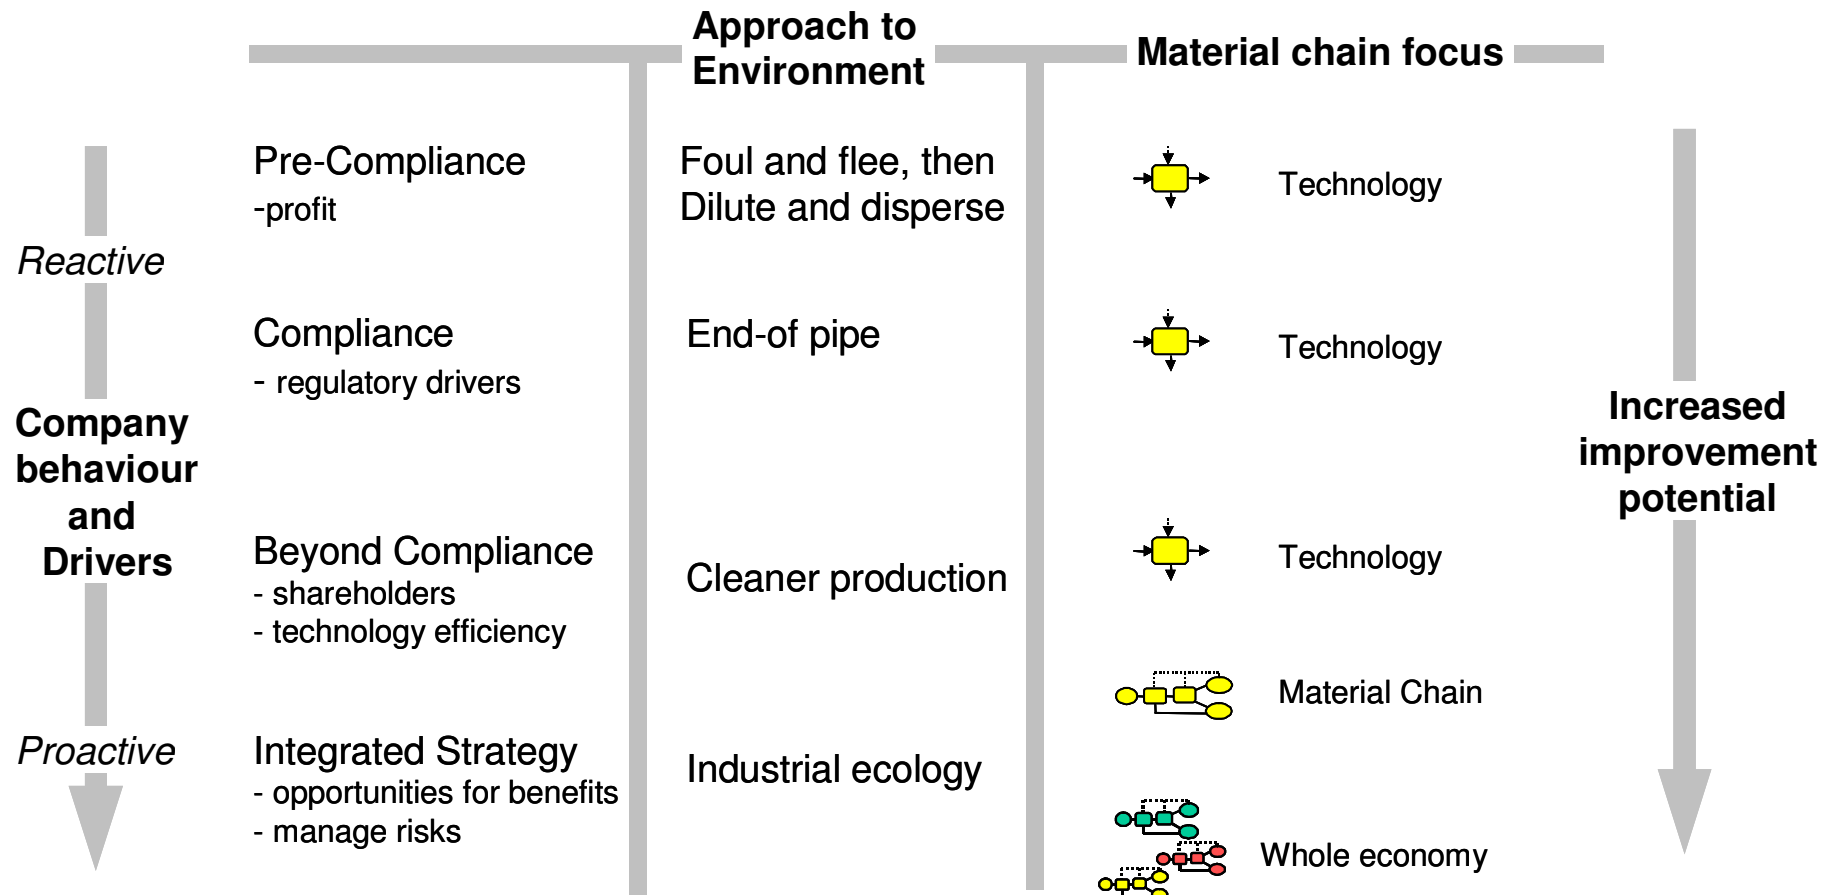 Approach to
Environment
Material chain focus
Pre-Compliance
-profit
Foul and flee, then
Dilute and disperse
Technology
Reactive
Compliance
- regulatory drivers
End-of pipe
Technology
Company
behaviour
and
Drivers
Increased
improvement
potential
Beyond Compliance
- shareholders
- technology efficiency
Cleaner production
Technology
Material Chain
Proactive
Integrated Strategy
- opportunities for benefits
- manage risks
Industrial ecology
Whole economy